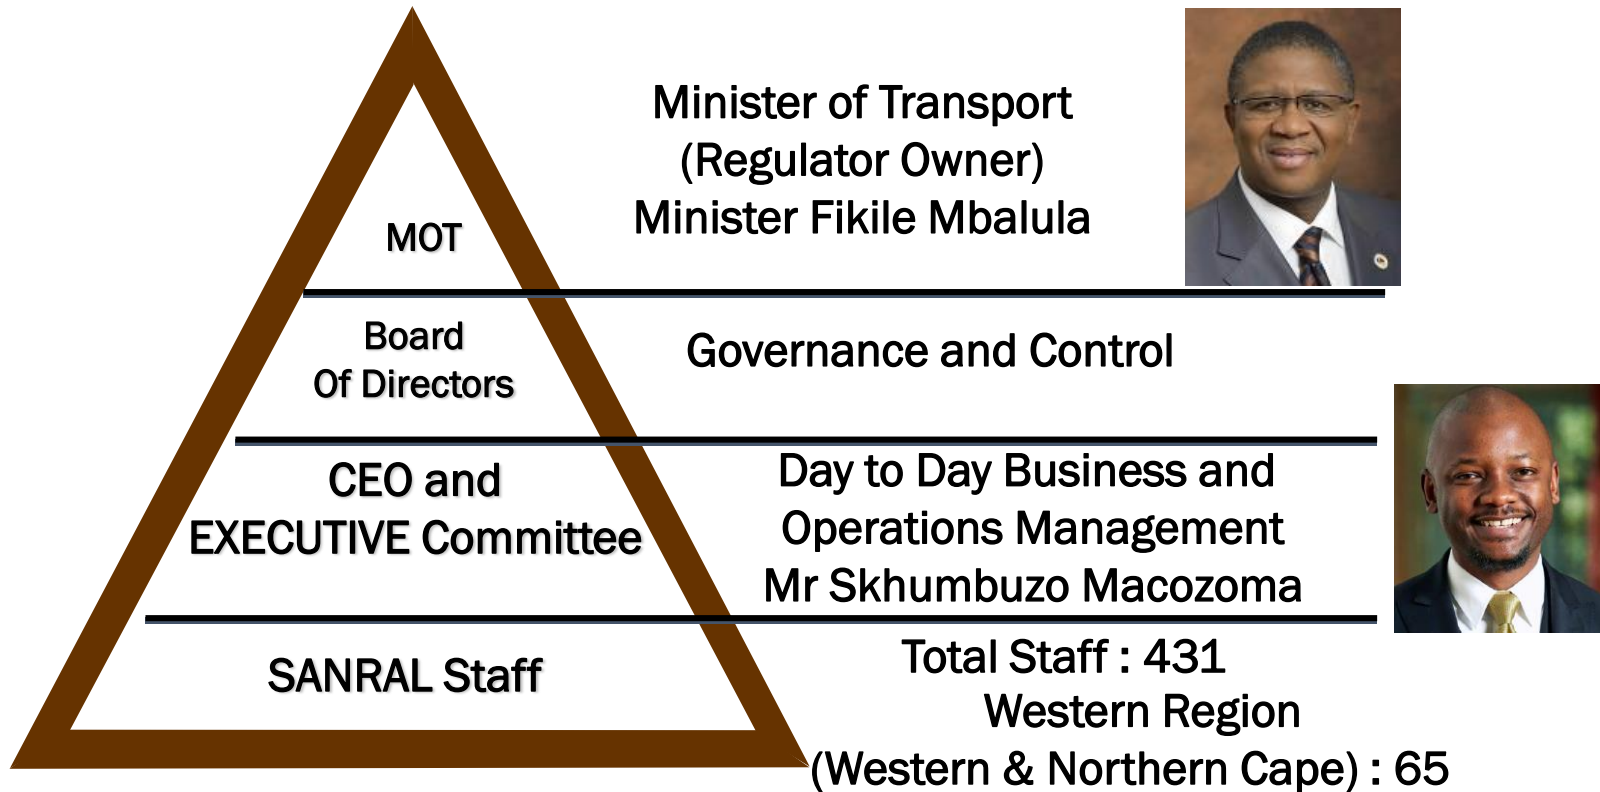 MOT
Minister of Transport
(Regulator Owner)
Minister Fikile Mbalula
Board
Of Directors
Governance and Control
CEO and
EXECUTIVE Committee
Day to Day Business and
Operations Management
Mr Skhumbuzo Macozoma
SANRAL Staff
Total Staff : 431
Western Region
(Western & Northern Cape) : 65